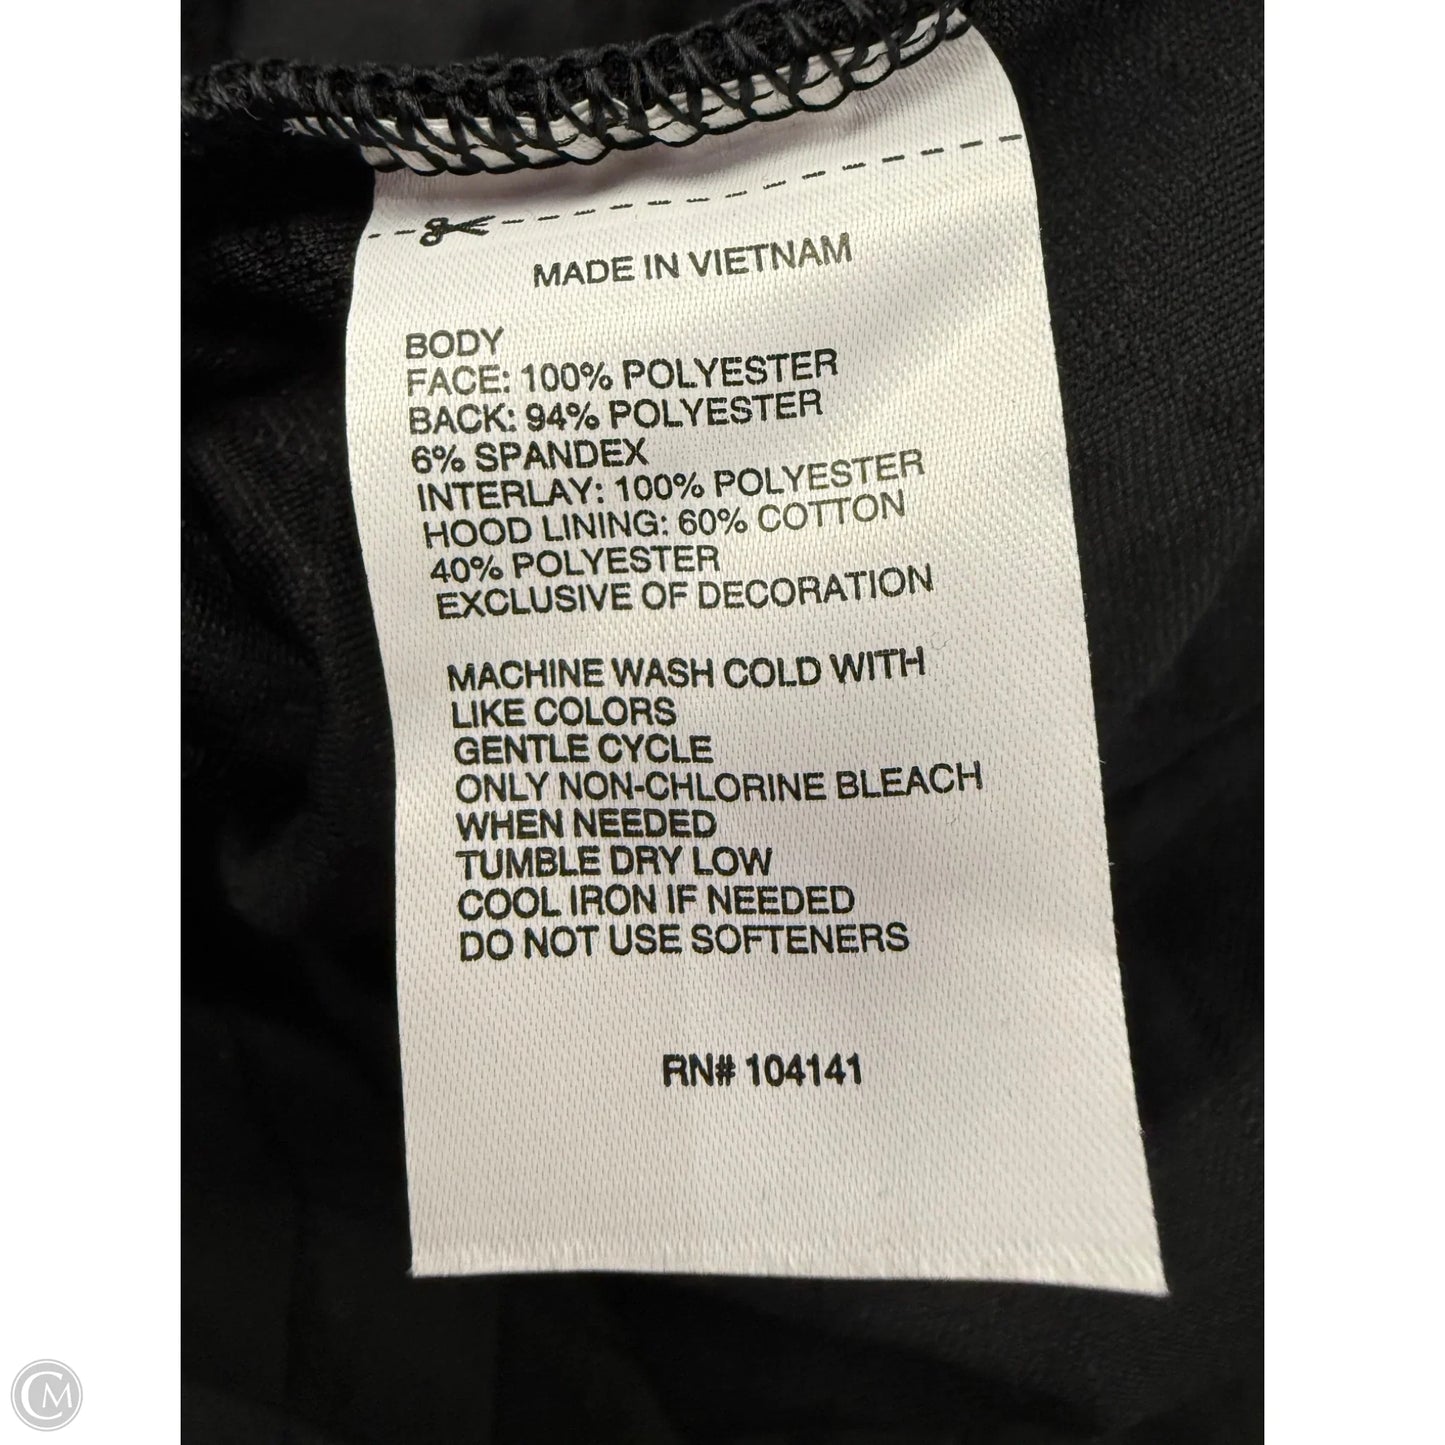 MADE IN VIETNAM
BODY
FACE: 100% POLYESTER
BACK: 94% POLYESTER
6% SPANDEX
INTERLAY: 100% POLYESTER
HOOD LINING: 60% COTTON
40% POLYESTER
EXCLUSIVE OF DECORATION
MACHINE WASH COLD WITH
LIKE COLORS
GENTLE CYCLE
ONLY NON-CHLORINE BLEACH
WHEN NEEDED
TUMBLE DRY LOW
COOL IRON IF NEEDED
DO NOT USE SOFTENERS
RN# 104141
CM